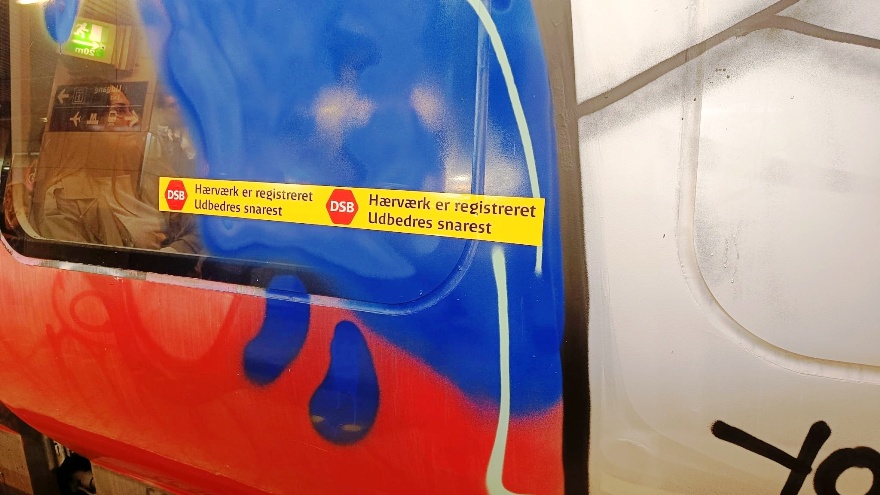 DSB
Hærværk er registreret
Udbedres snarest
DSB
Hærværk er registreret
Udbedres snarest